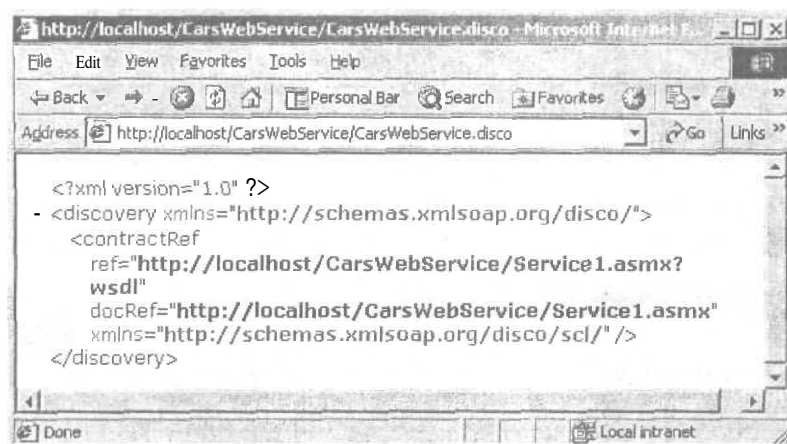 http://localhost/CarsWebService/CarsWebService.disco - Microsoft Internet E...
File Edit View Favorites Tools Help
Back Personal Bar Search Favorites
Address http://localhost/CarsWebService/CarsWebService.disco Go Links
<?xml version="1.0" ?>
- <discovery xmlns="http://schemas.xmlsoap.org/disco/">
<contractRef
ref="http://localhost/CarsWebService/Service1.asmx?
wsdl"
docRef="http://localhost/CarsWebService/Service1.asmx"
xmlns="http://schemas.xmlsoap.org/disco/scl/" />
</discovery>
Done Local intranet